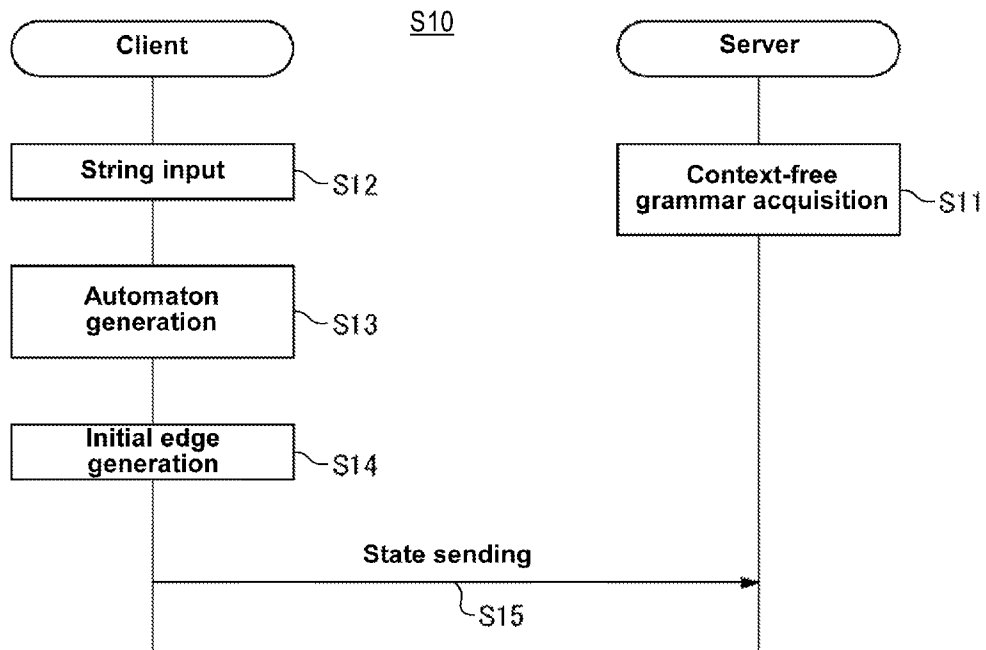 S10
Client
Server
String input
S12
Context-free
grammar acquisition
S11
Automaton
generation
S13
Initial edge
generation
S14
State sending
S15